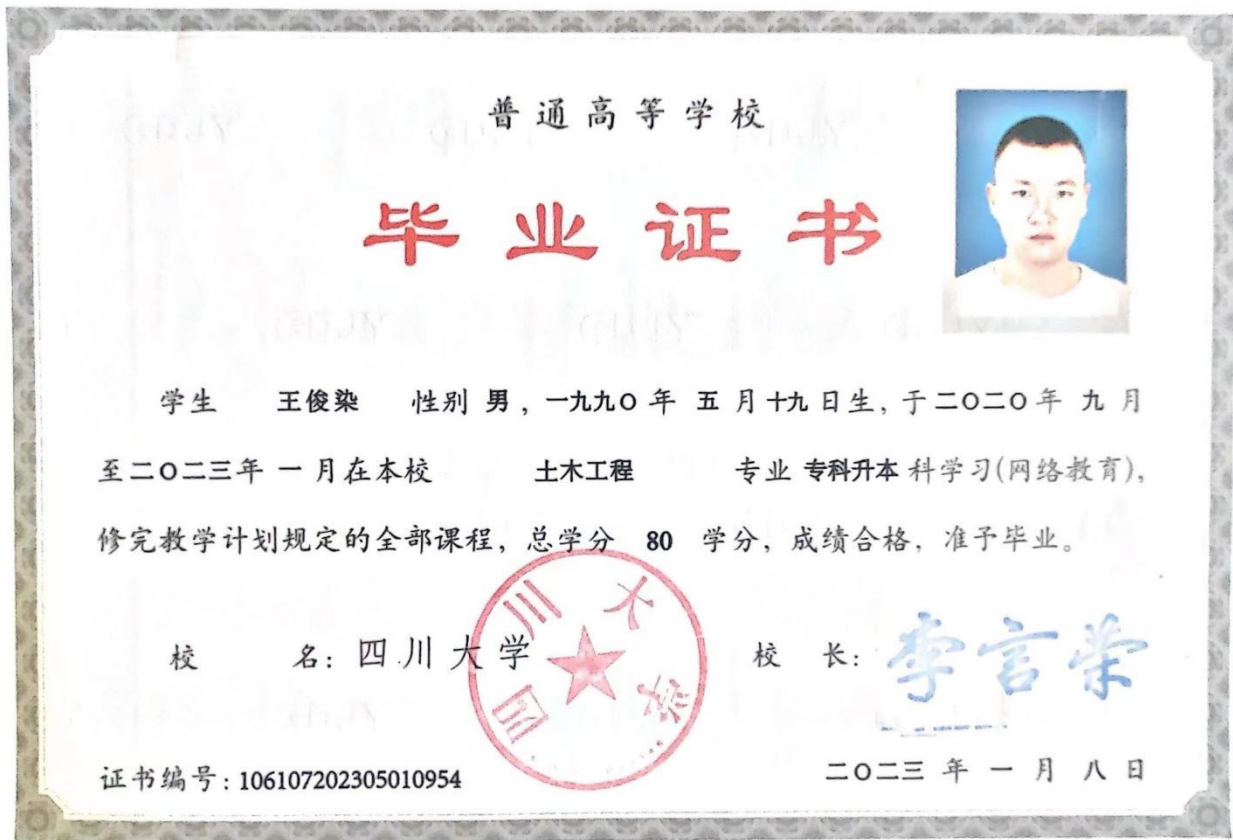 普通高等学校
毕业证书
学生 王俊染 性别 男，一九九〇年 五 月十九日生，于二〇二〇年 九 月
至二〇二三年 一 月在本校 土木工程 专业 专科升本 科学习(网络教育)，
修完教学计划规定的全部课程，总学分 80 学分，成绩合格，准予毕业。
校 名：四川大学 校 长：李言荣
四川大学
证书编号：106107202305010954 二〇二三 年 一 月 八 日